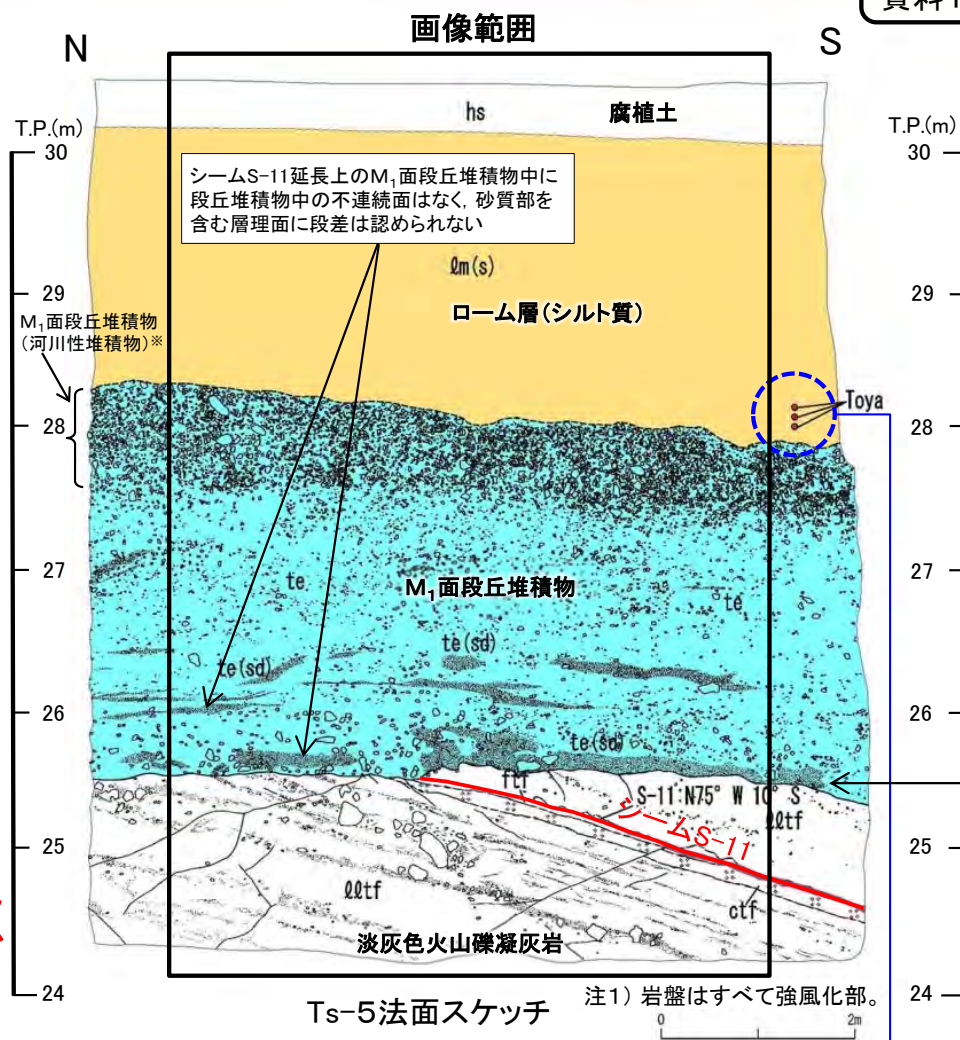 画像範囲
N
S
hs
腐植土
T.P.(m)
T.P.(m)
30
30
シームS-11延長上のM₁面段丘堆積物中に
段丘堆積物中の不連続面はなく，砂質部を
含む層理面に段差は認められない
ℓm(s)
29
29
ローム層(シルト質)
M₁面段丘堆積物
(河川性堆積物)※
Toya
28
28
27
27
te
M₁面段丘堆積物
te
te(sd)
te(sd)
26
26
te(sd)
ftf
S-11:N75° W 10° S
シームS-11
ℓℓtf
25
25
ℓℓtf
ctf
淡灰色火山礫凝灰岩
24
24
Ts-5法面スケッチ
注1) 岩盤はすべて強風化部。
0
2m